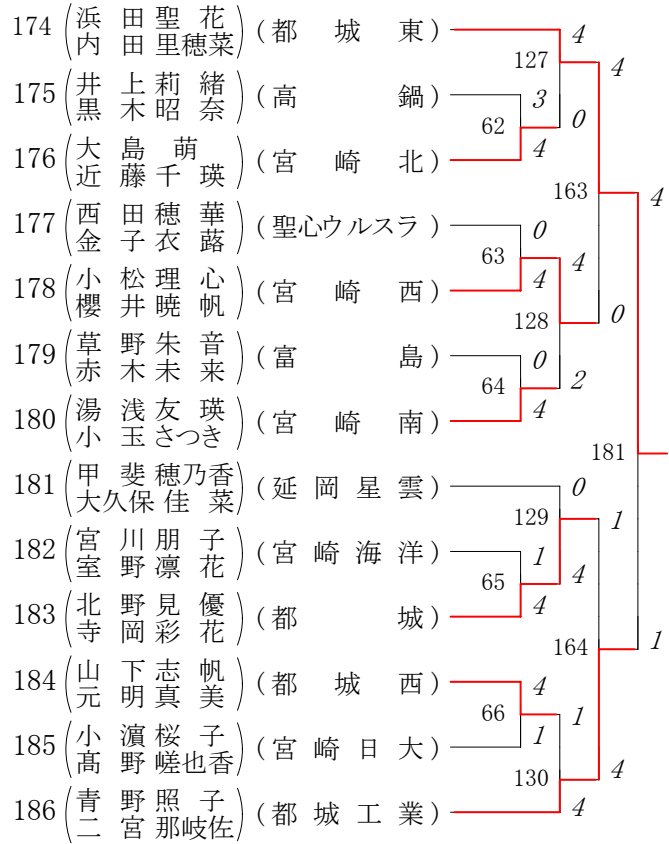 174 (浜田聖花 内田里穂菜) (都城東) 4
127 4
175 (井上莉緒 黒木昭奈) (高鍋) 3
62 0
176 (大島萌 近藤千瑛) (宮崎北) 4
163 4
177 (西田穂華 金子衣蕗) (聖心ウルスラ) 0
63 4
178 (小松理心 櫻井暁帆) (宮崎西) 4
128 0
179 (草野朱音 赤木未来) (富島) 0
64 2
180 (湯浅友瑛 小玉さつき) (宮崎南) 4
181
181 (甲斐穂乃香 大久保佳菜) (延岡星雲) 0
129 1
182 (宮川朋子 室野凛花) (宮崎海洋) 1
65 4
183 (北野見優 寺岡彩花) (都城) 4
164 1
184 (山下志帆 元明真美) (都城西) 4
66 1
185 (小濵桜子 髙野嵯也香) (宮崎日大) 1
130 4
186 (青野照子 二宮那岐佐) (都城工業) 4